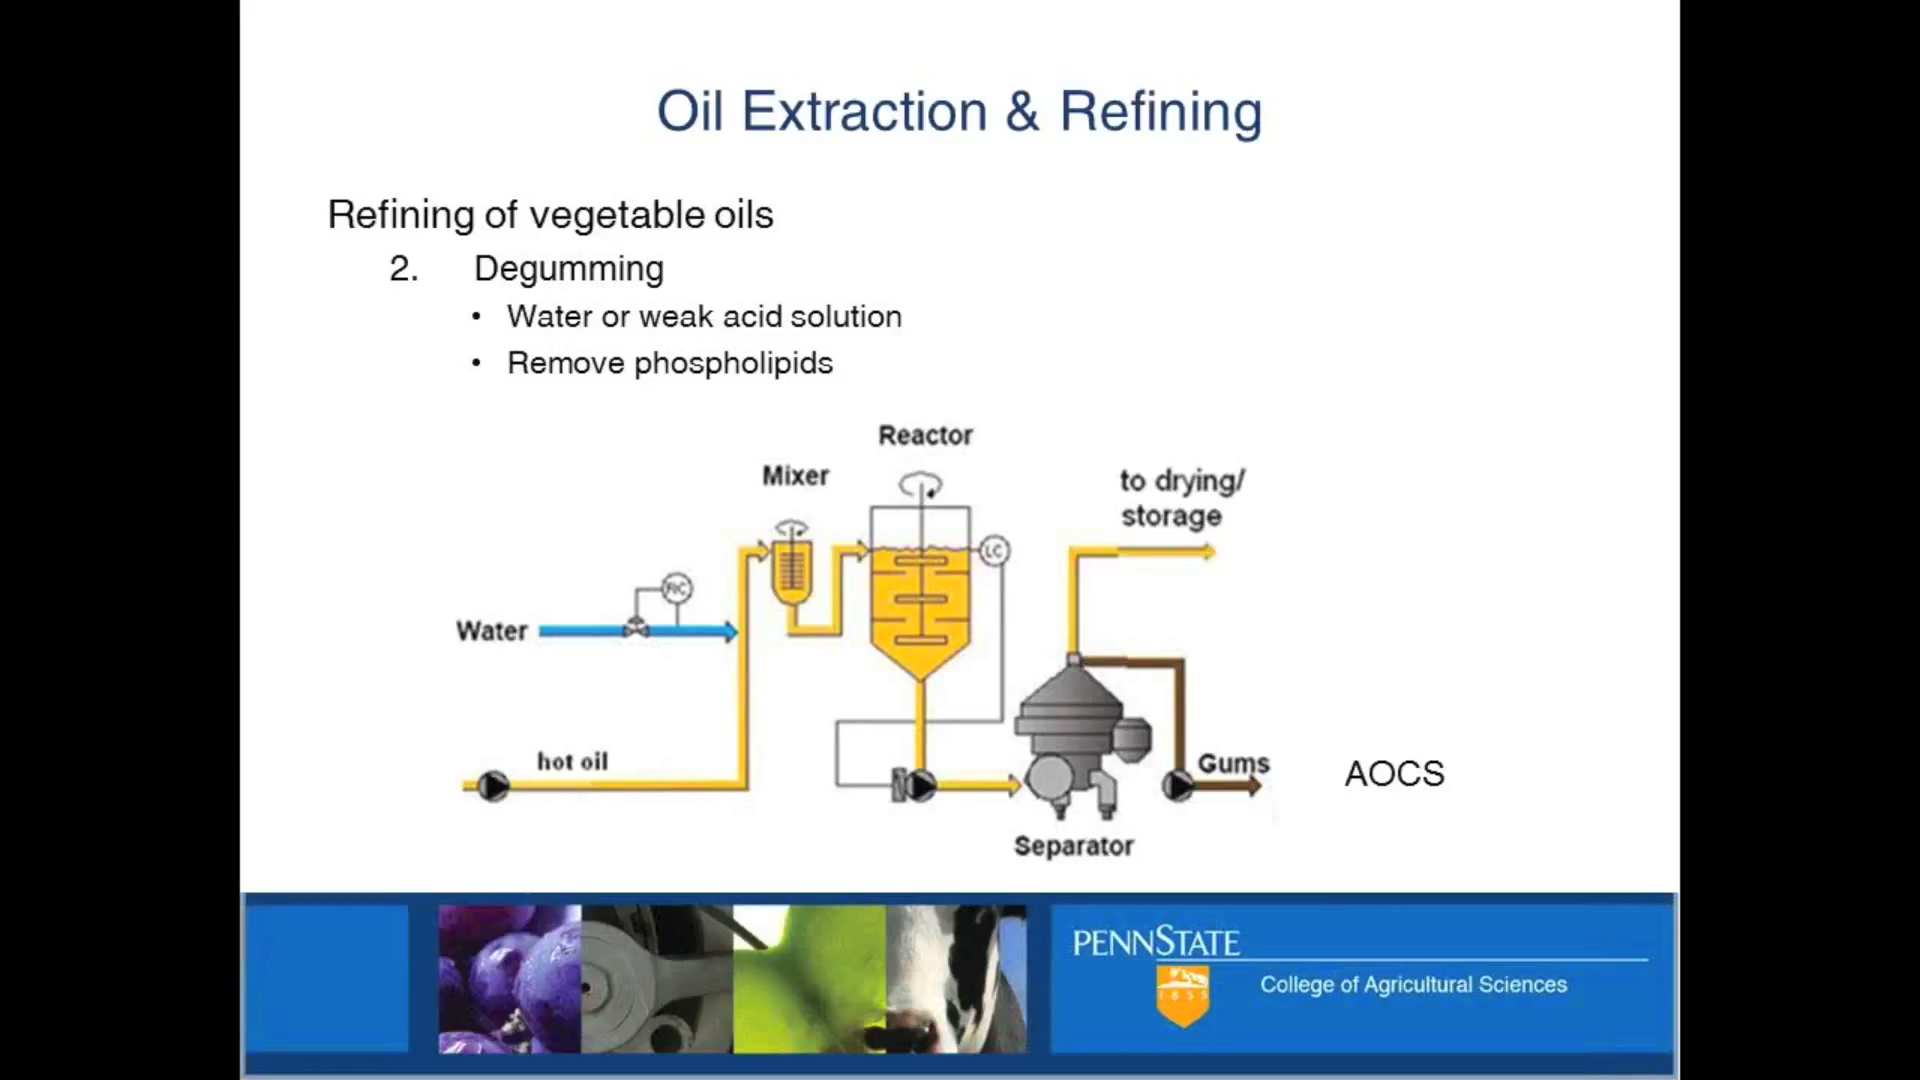 Oil Extraction & Refining
Refining of vegetable oils
2. Degumming
• Water or weak acid solution
• Remove phospholipids
Reactor
Mixer
to drying/
storage
LC
FIC
Water
hot oil
Gums
AOCS
Separator
PENNSTATE
1855
College of Agricultural Sciences